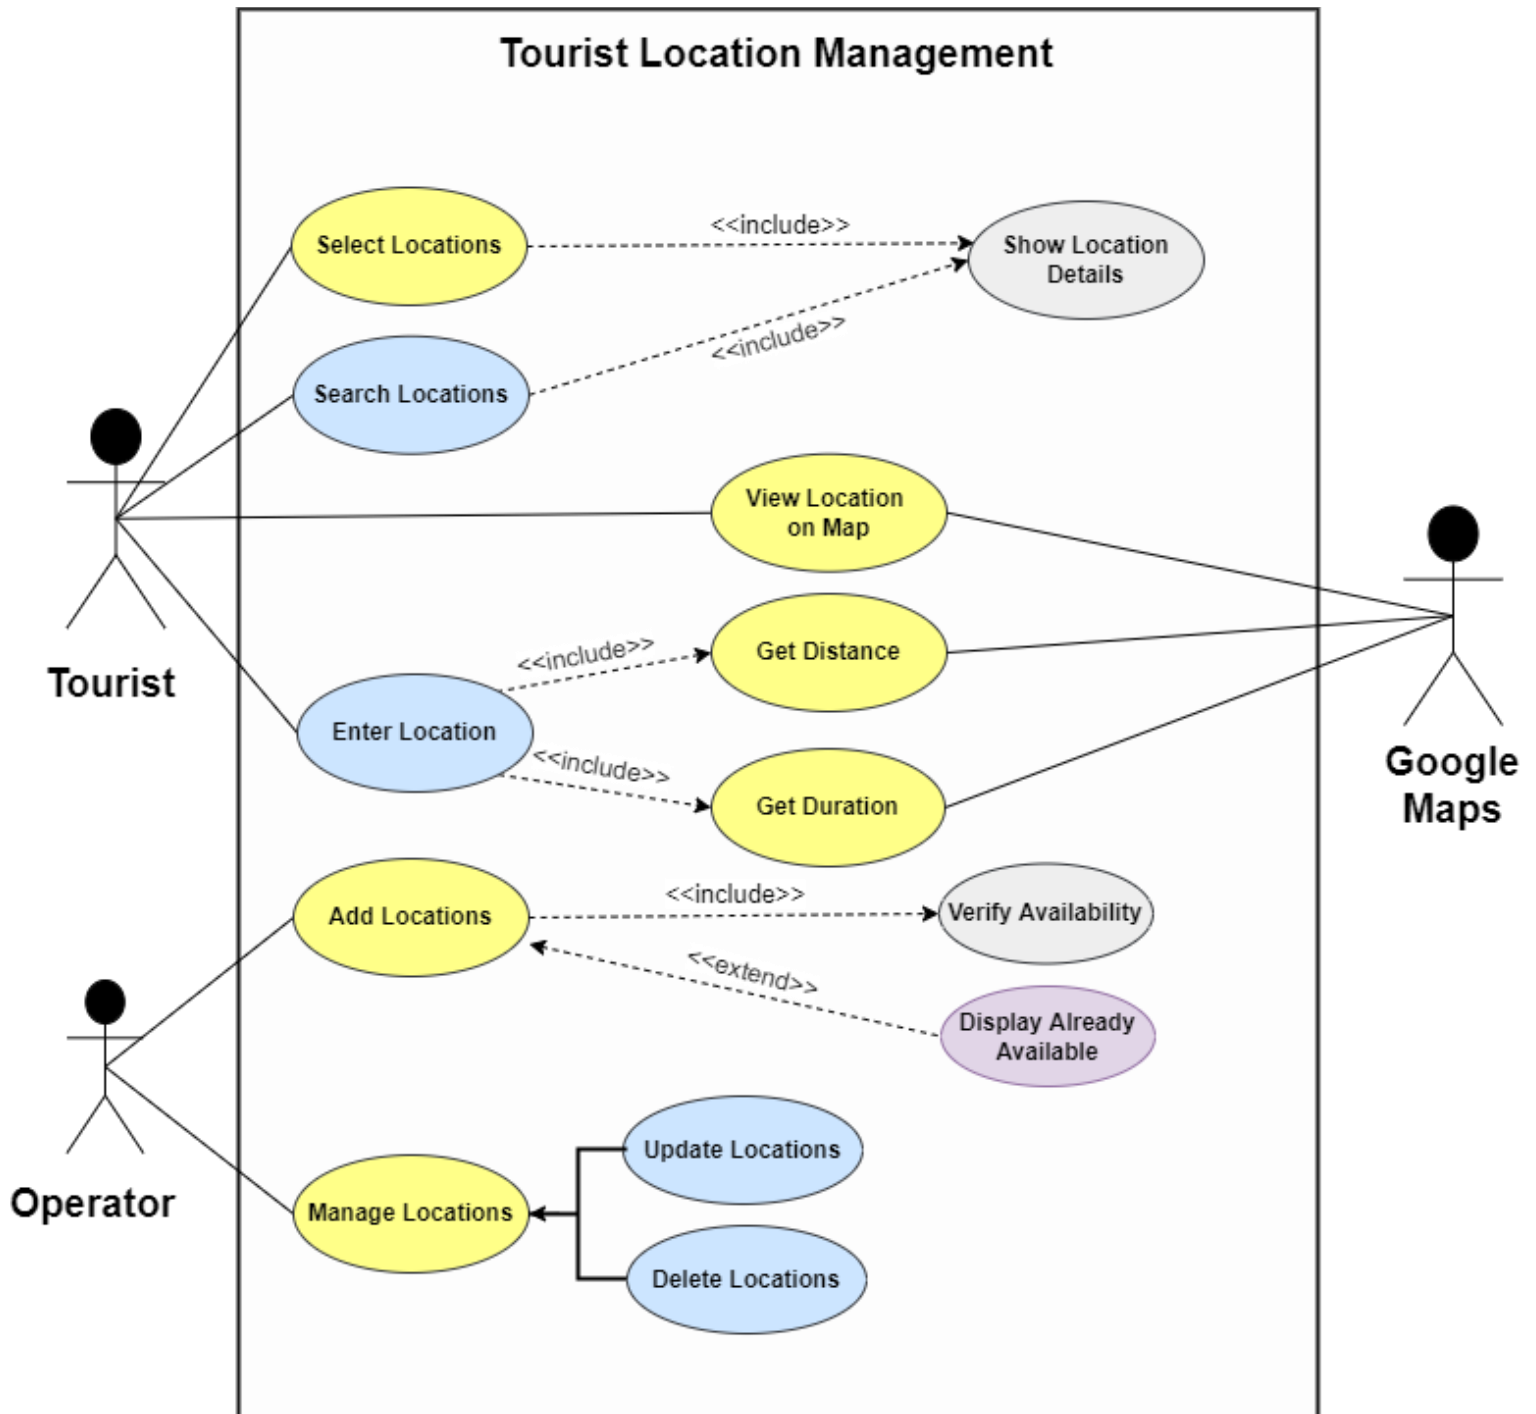 Tourist Location Management
Select Locations
<<include>>
Show Location
Details
Search Locations
<<include>>
View Location
on Map
Tourist
<<include>>
Get Distance
Enter Location
<<include>>
Get Duration
Google
Maps
Add Locations
<<include>>
Verify Availability
<<extend>>
Display Already
Available
Operator
Manage Locations
Update Locations
Delete Locations